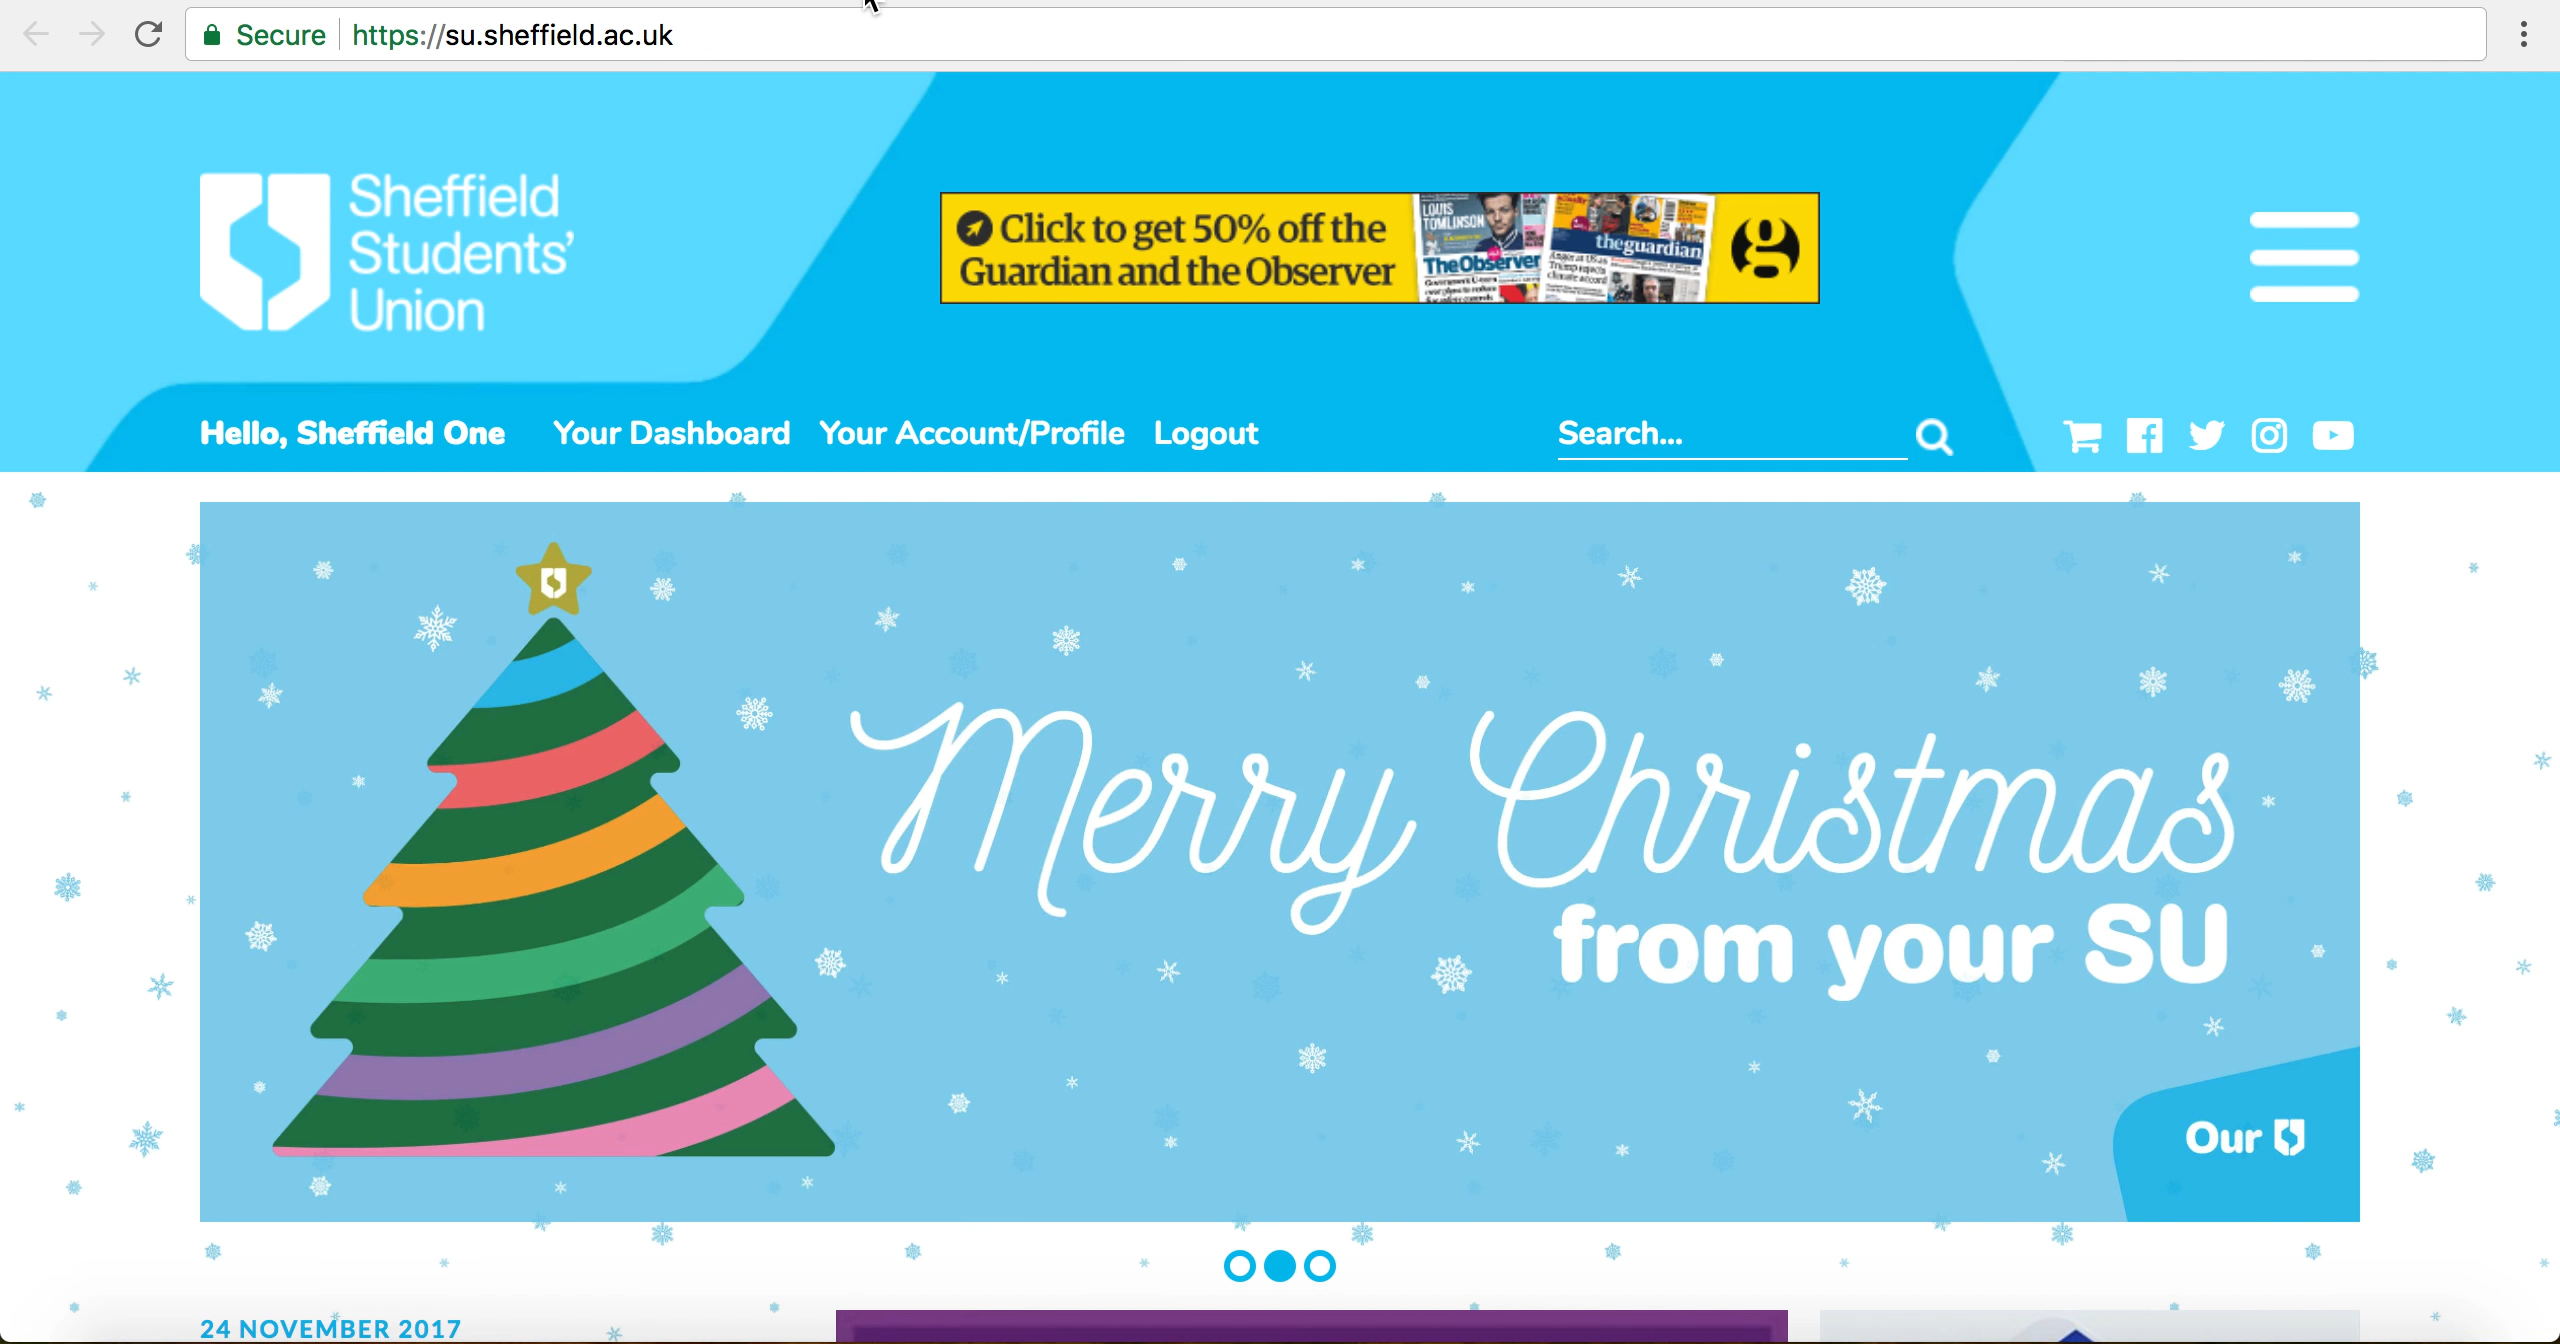 Secure https://su.sheffield.ac.uk
Sheffield
Students'
Union
Click to get 50% off the
Guardian and the Observer
LOUIS
TOMLINSON
TheObserver
theguardian
g
Hello, Sheffield One Your Dashboard Your Account/Profile Logout
Search...
Merry Christmas
from your SU
Our
24 NOVEMBER 2017